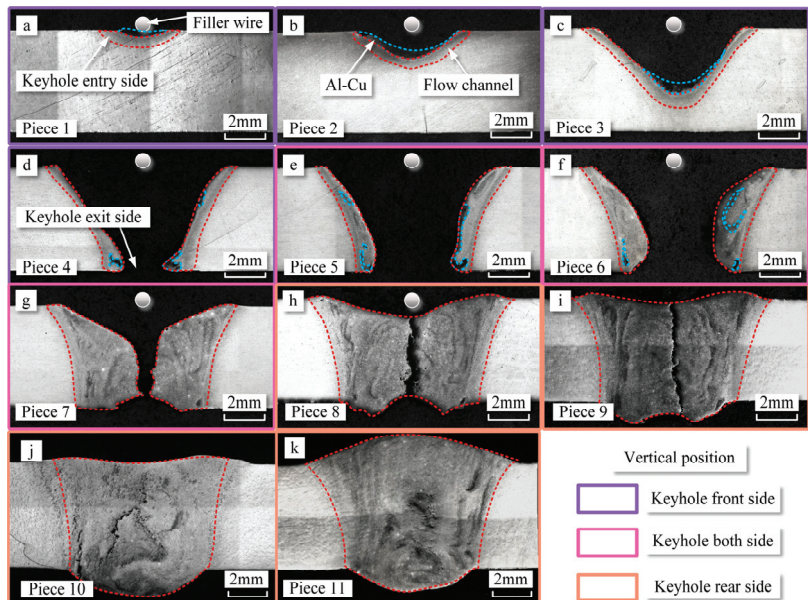 a
Filler wire
Keyhole entry side
Piece 1
2mm
b
Al-Cu
Flow channel
Piece 2
2mm
c
Piece 3
2mm
d
Keyhole exit side
Piece 4
2mm
e
Piece 5
2mm
f
Piece 6
2mm
g
Piece 7
2mm
h
Piece 8
2mm
i
Piece 9
2mm
j
Piece 10
2mm
k
Piece 11
2mm
Vertical position
Keyhole front side
Keyhole both side
Keyhole rear side